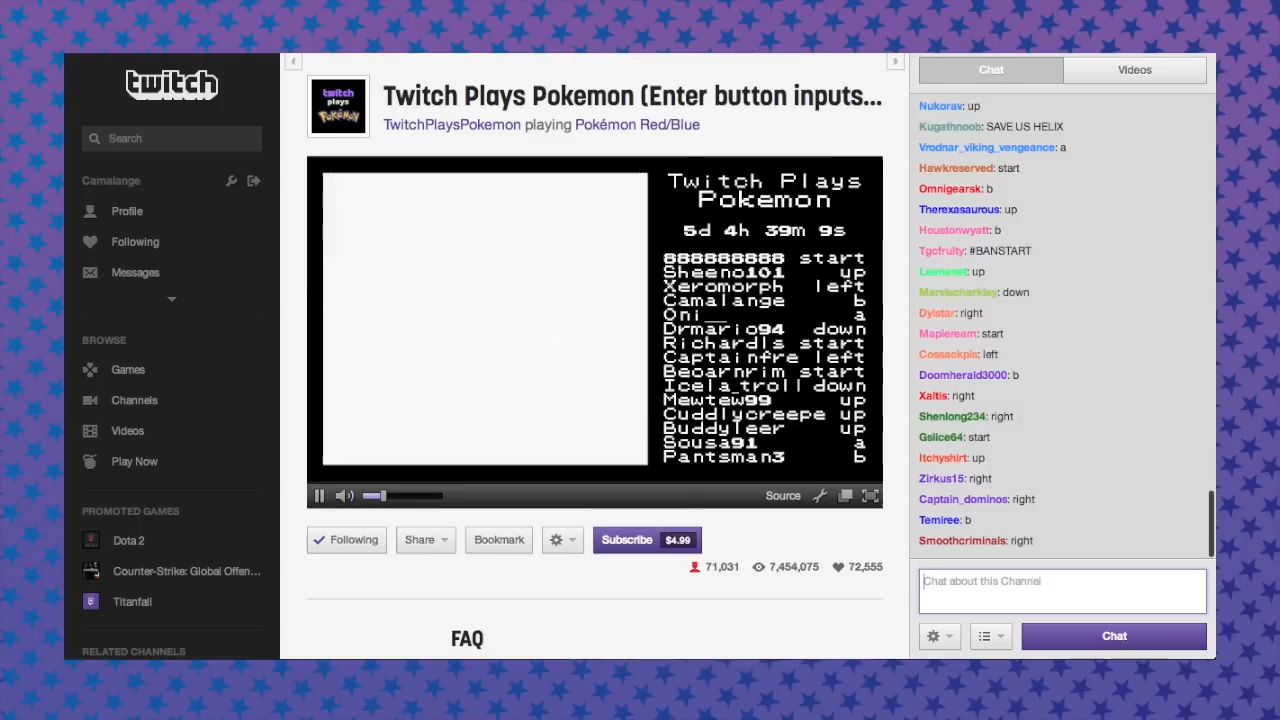 twitch
Search
Camalange
Profile
Following
Messages
BROWSE
Games
Channels
Videos
Play Now
PROMOTED GAMES
Dota 2
Counter-Strike: Global Offen...
Titanfall
RELATED CHANNELS
twitch
plays
Pokémon
Twitch Plays Pokemon (Enter button inputs...
TwitchPlaysPokemon playing Pokémon Red/Blue
Twitch Plays
Pokemon
5d 4h 39m 9s
888888888 start
Sheeno101 up
Xeromorph left
Camalange b
Oni__ a
Drmario94 down
Richardls start
Captainfre left
Beoarnrim start
Icela_troll down
Mewtew99 up
Cuddlycreepe up
Buddyleer up
Sousa91 a
Pantsman3 b
Source
Following
Share
Bookmark
Subscribe $4.99
71,031 7,454,075 72,555
FAQ
Chat Videos
Nukorav: up
Kugathnoob: SAVE US HELIX
Vrodnar_viking_vengeance: a
Hawkreserved: start
Omnigearsk: b
Therexasaurous: up
Houstonwyatt: b
Tgcfruity: #BANSTART
Leenanet: up
Marvischarkley: down
Dylstar: right
Mapleream: start
Cossackpls: left
Doomherald3000: b
Xaltis: right
Shenlong234: right
Gslice64: start
Itchyshirt: up
Zirkus15: right
Captain_dominos: right
Temiree: b
Smoothcriminals: right
Chat about this Channel
Chat